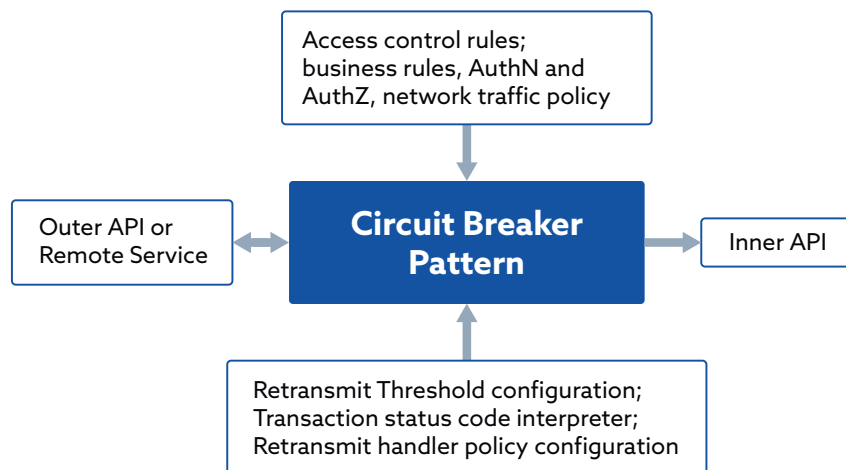 Access control rules;
business rules, AuthN and
AuthZ, network traffic policy
Outer API or
Remote Service
Circuit Breaker
Pattern
Inner API
Retransmit Threshold configuration;
Transaction status code interpreter;
Retransmit handler policy configuration